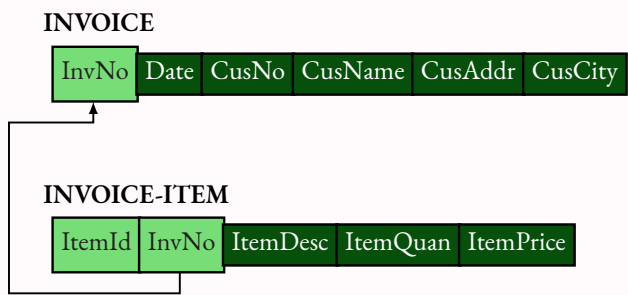 INVOICE
InvNo Date CusNo CusName CusAddr CusCity
INVOICE-ITEM
ItemId InvNo ItemDesc ItemQuan ItemPrice